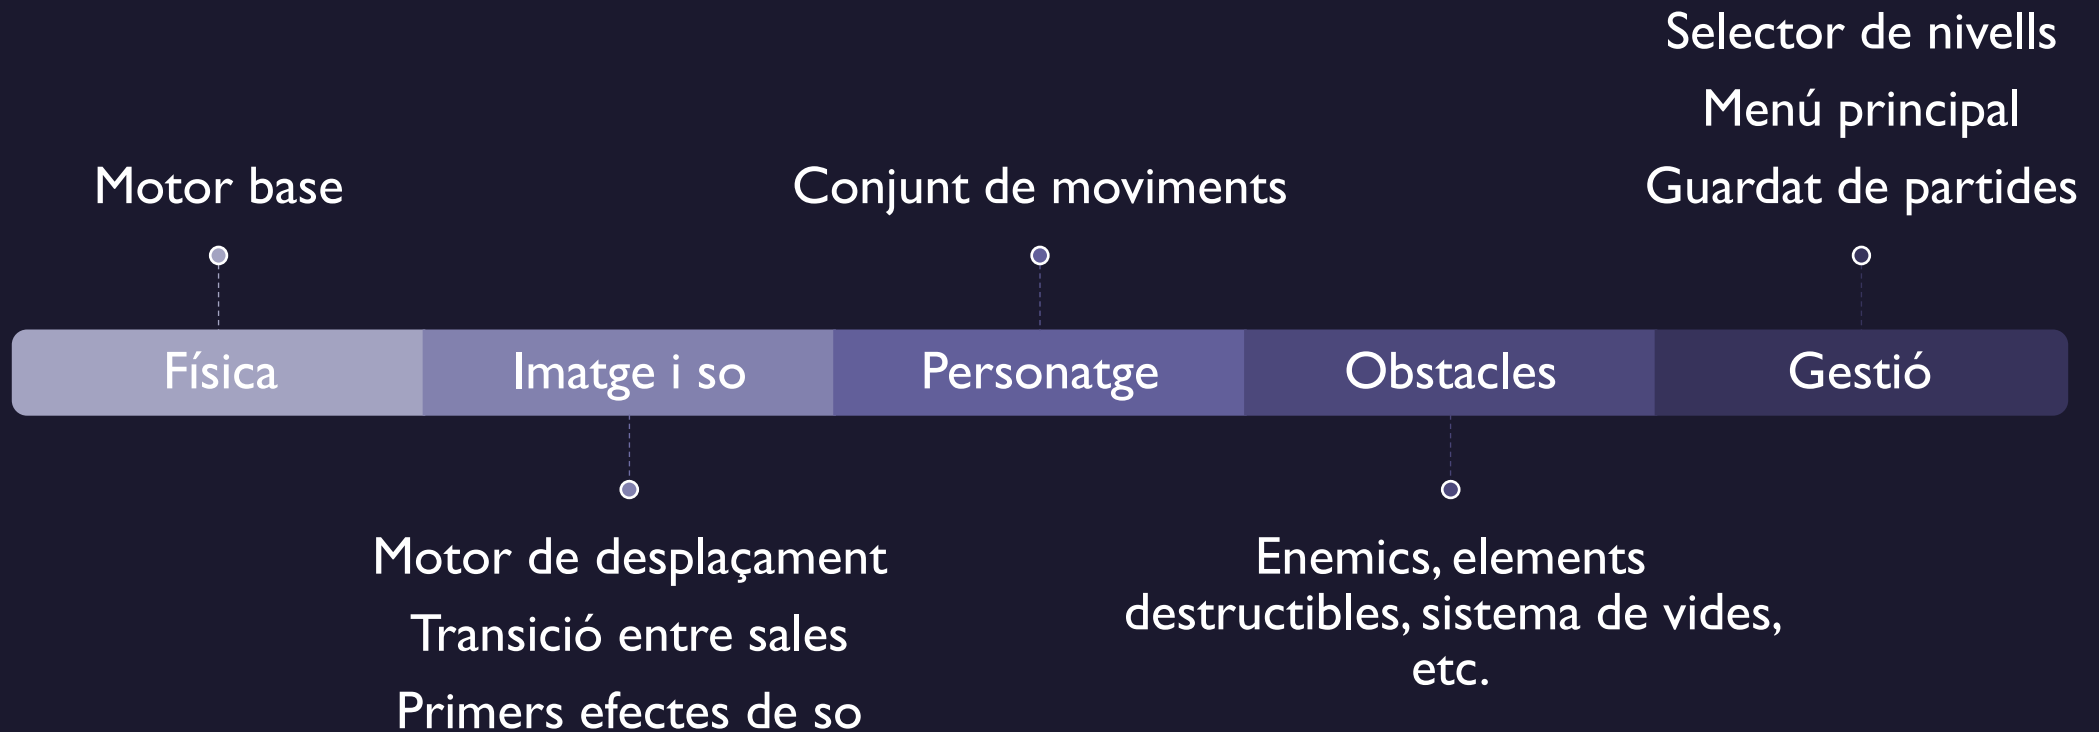 Selector de nivells
Menú principal
Motor base
Conjunt de moviments
Guardat de partides
Física
Imatge i so
Personatge
Obstacles
Gestió
Motor de desplaçament
Transició entre sales
Primers efectes de so
Enemics, elements
destructibles, sistema de vides,
etc.